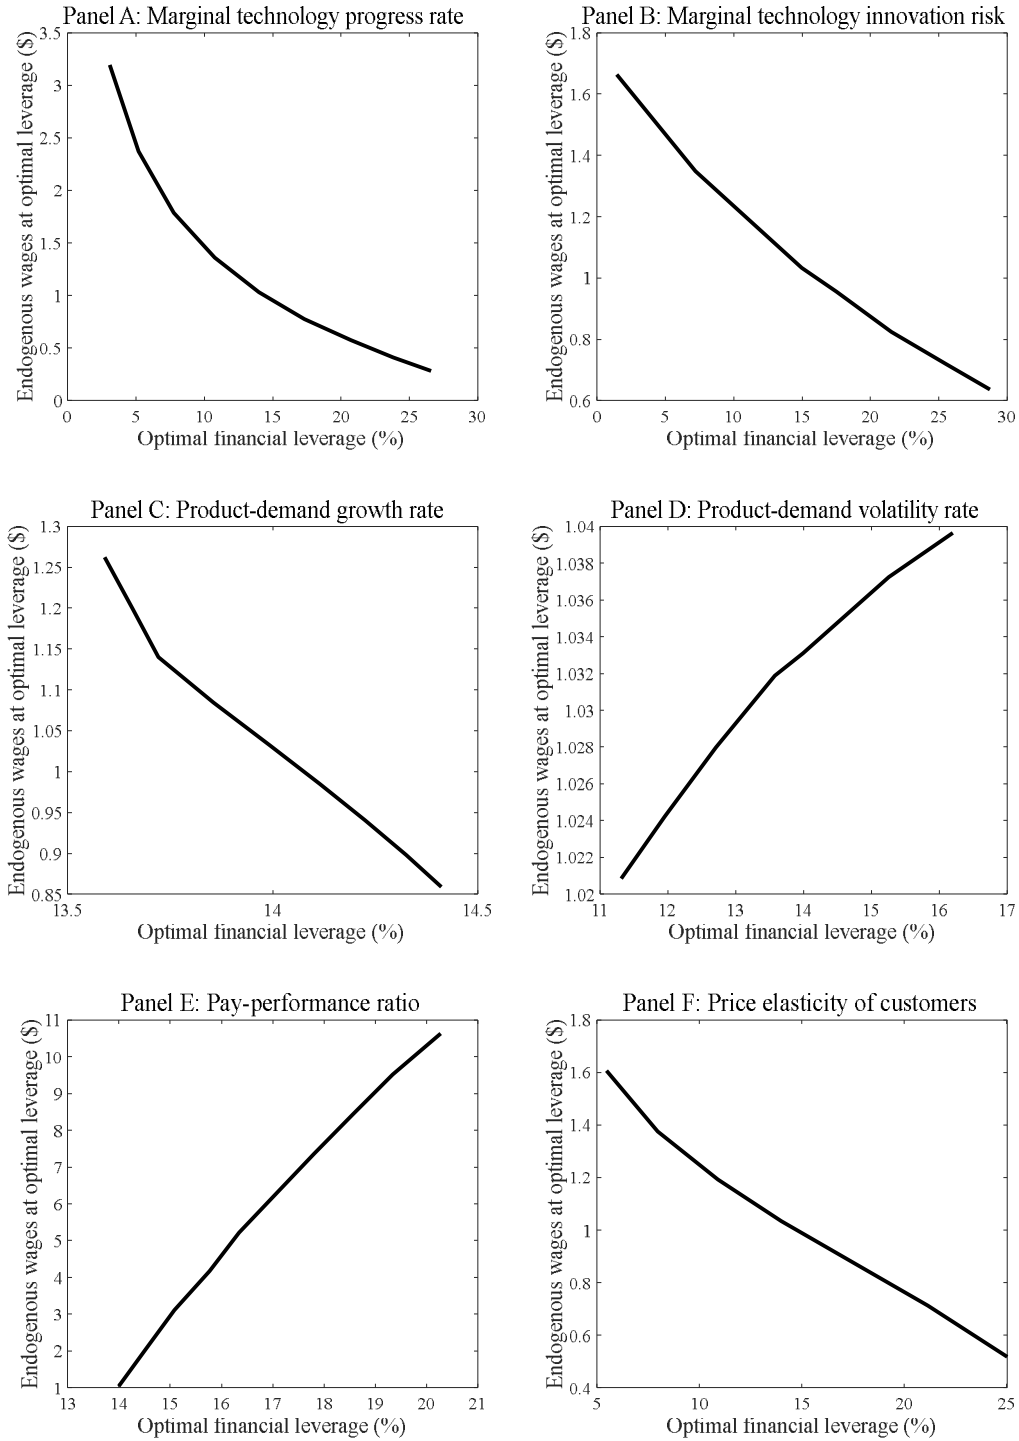 Panel A: Marginal technology progress rate
Endogenous wages at optimal leverage ($)
3.5
3
2.5
2
1.5
1
0.5
0
0 5 10 15 20 25 30
Optimal financial leverage (%)
Panel B: Marginal technology innovation risk
Endogenous wages at optimal leverage ($)
1.8
1.6
1.4
1.2
1
0.8
0.6
0 5 10 15 20 25 30
Optimal financial leverage (%)
Panel C: Product-demand growth rate
Endogenous wages at optimal leverage ($)
1.3
1.25
1.2
1.15
1.1
1.05
1
0.95
0.9
0.85
13.5 14 14.5
Optimal financial leverage (%)
Panel D: Product-demand volatility rate
Endogenous wages at optimal leverage ($)
1.04
1.038
1.036
1.034
1.032
1.03
1.028
1.026
1.024
1.022
1.02
11 12 13 14 15 16 17
Optimal financial leverage (%)
Panel E: Pay-performance ratio
Endogenous wages at optimal leverage ($)
11
10
9
8
7
6
5
4
3
2
1
13 14 15 16 17 18 19 20 21
Optimal financial leverage (%)
Panel F: Price elasticity of customers
Endogenous wages at optimal leverage ($)
1.8
1.6
1.4
1.2
1
0.8
0.6
0.4
5 10 15 20 25
Optimal financial leverage (%)